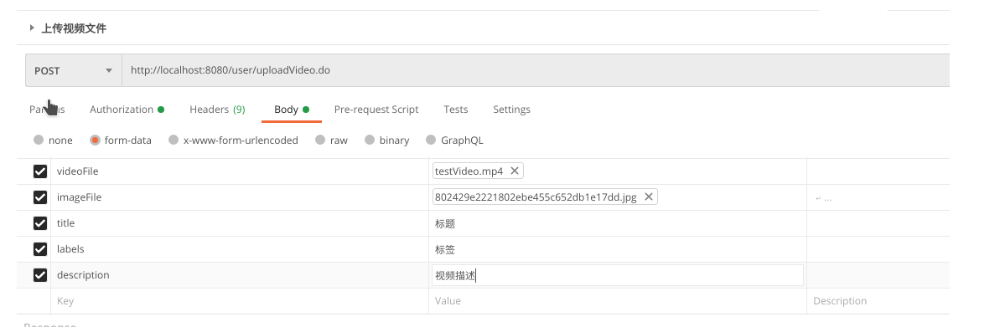 上传视频文件
POST http://localhost:8080/user/uploadVideo.do
Params Authorization Headers (9) Body Pre-request Script Tests Settings
none form-data x-www-form-urlencoded raw binary GraphQL
videoFile testVideo.mp4
imageFile 802429e2221802ebe455c652db1e17dd.jpg ...
title 标题
labels 标签
description 视频描述
Key Value Description
Response